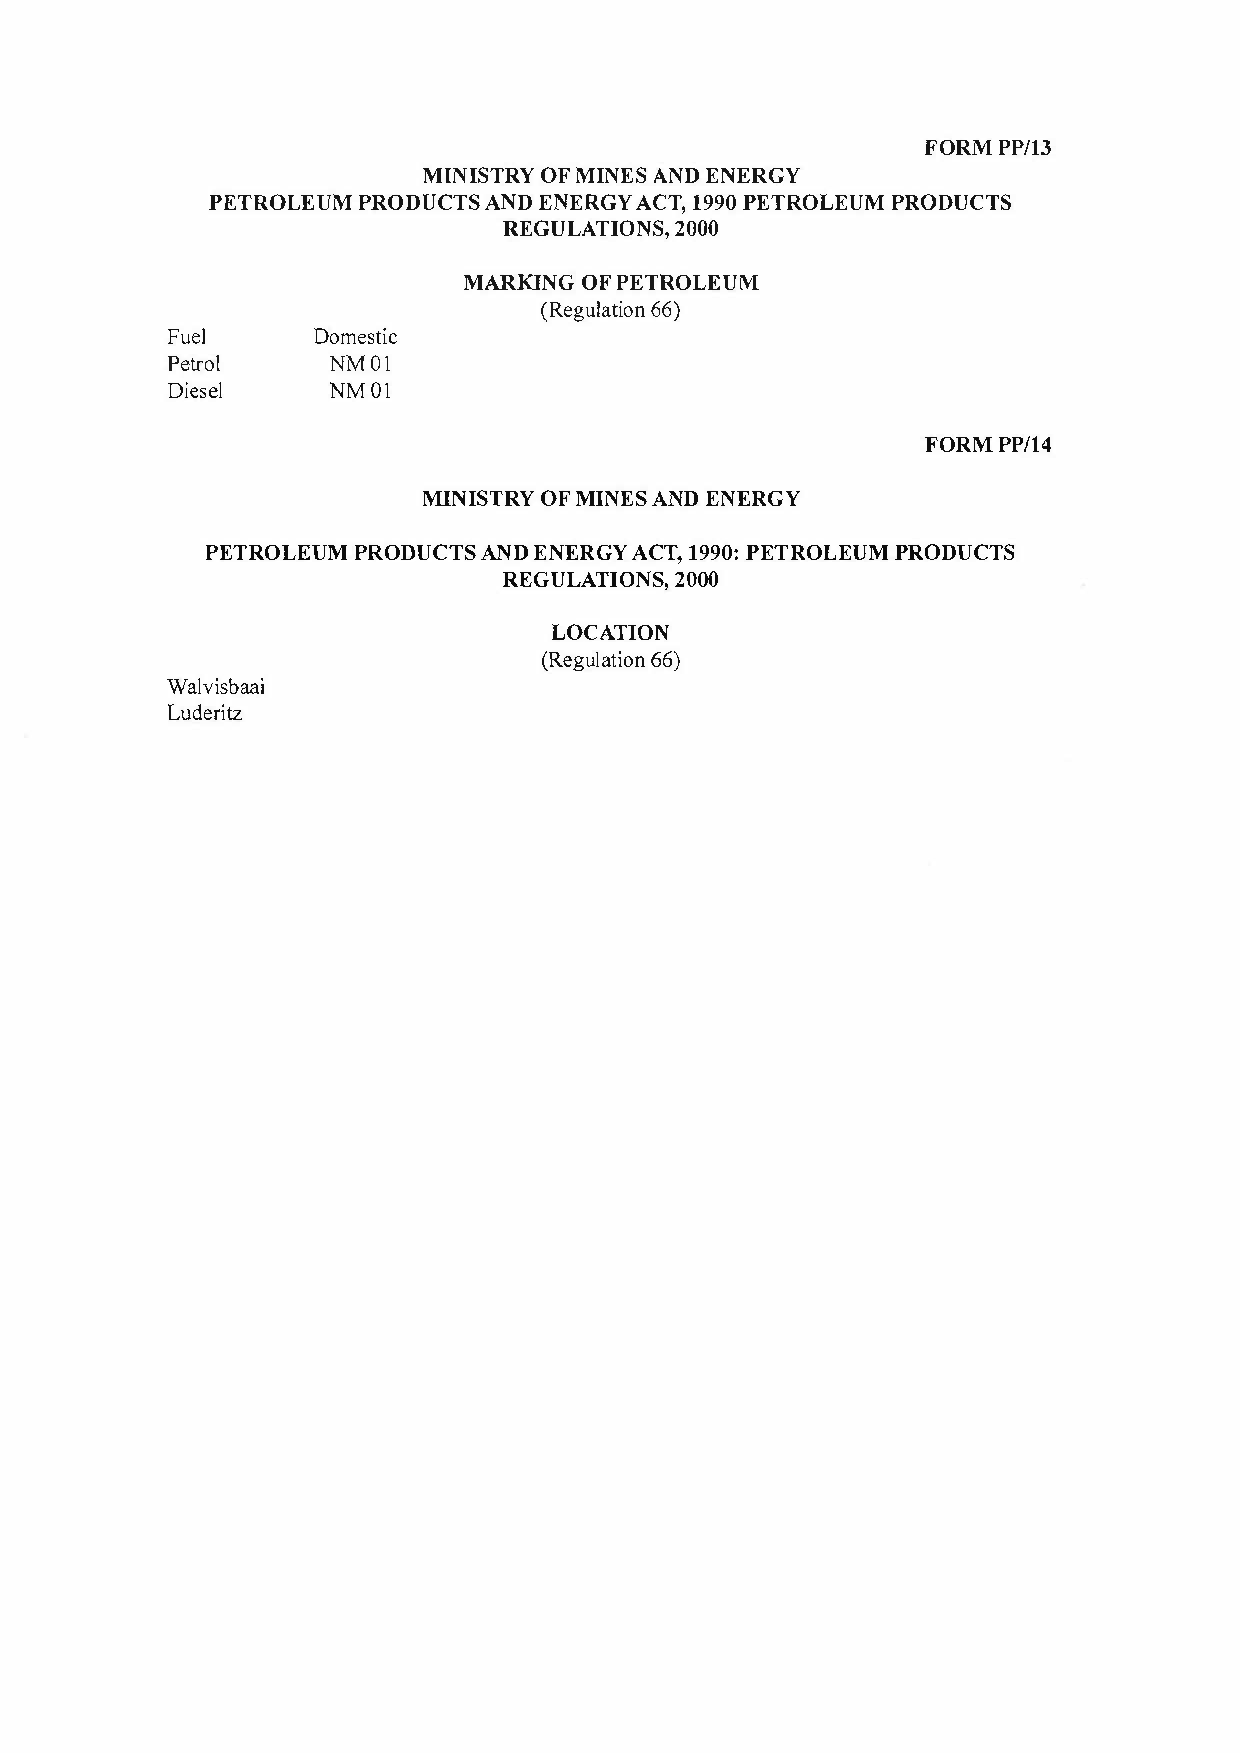 FORM PP/13
MINISTRY OF MINES AND ENERGY
PETROLEUM PRODUCTS AND ENERGY ACT, 1990 PETROLEUM PRODUCTS
REGULATIONS, 2000
MARKING OF PETROLEUM
(Regulation 66)
Fuel Domestic
Petrol NM 01
Diesel NM 01
FORM PP/14
MINISTRY OF MINES AND ENERGY
PETROLEUM PRODUCTS AND ENERGY ACT, 1990: PETROLEUM PRODUCTS
REGULATIONS, 2000
LOCATION
(Regulation 66)
Walvisbaai
Luderitz